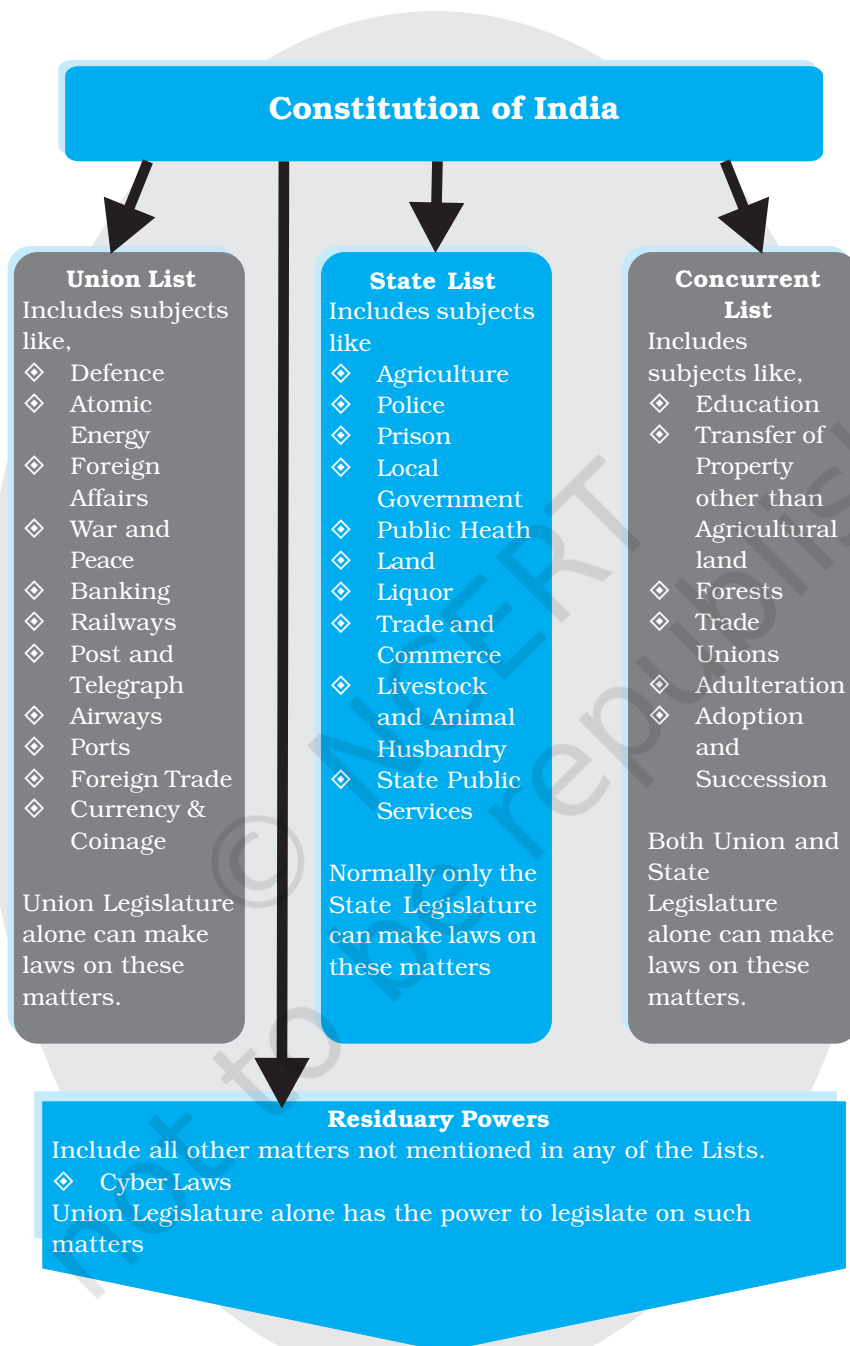 Constitution of India
Union List
Includes subjects
like,
Defence
Atomic
Energy
Foreign
Affairs
War and
Peace
Banking
Railways
Post and
Telegraph
Airways
Ports
Foreign Trade
Currency &
Coinage
Union Legislature
alone can make
laws on these
matters.
State List
Includes subjects
like
Agriculture
Police
Prison
Local
Government
Public Heath
Land
Liquor
Trade and
Commerce
Livestock
and Animal
Husbandry
State Public
Services
Normally only the
State Legislature
can make laws on
these matters
Concurrent
List
Includes
subjects like,
Education
Transfer of
Property
other than
Agricultural
land
Forests
Trade
Unions
Adulteration
Adoption
and
Succession
Both Union and
State
Legislature
alone can make
laws on these
matters.
Residuary Powers
Include all other matters not mentioned in any of the Lists.
Cyber Laws
Union Legislature alone has the power to legislate on such
matters
© NCERT
not to be republish